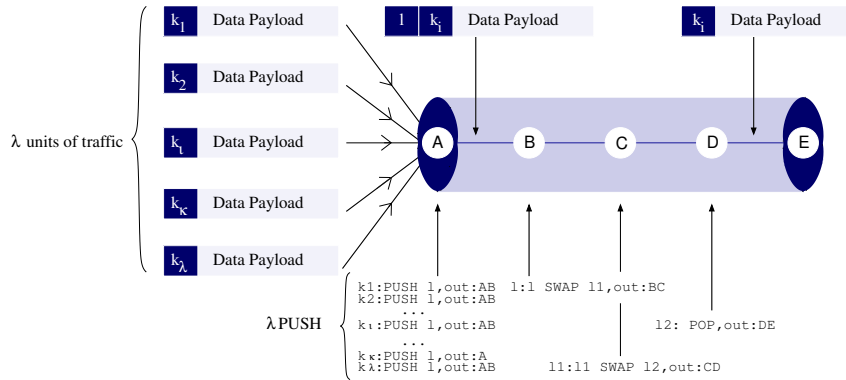 k1 Data Payload
l ki Data Payload
ki Data Payload
k2 Data Payload
λ units of traffic
kι Data Payload
A B C D E
kκ Data Payload
kλ Data Payload
λ PUSH
k1:PUSH l,out:AB
l:l SWAP l1,out:BC
k2:PUSH l,out:AB
...
kι:PUSH l,out:AB
l2: POP,out:DE
...
kκ:PUSH l,out:A
kλ:PUSH l,out:AB
l1:l1 SWAP l2,out:CD